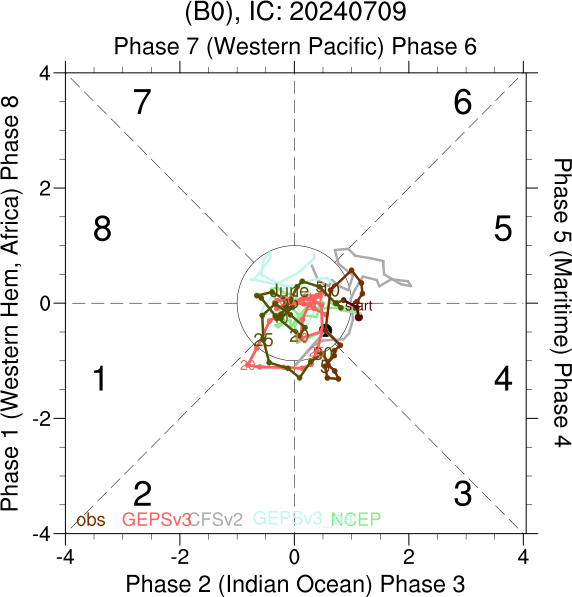 (B0), IC: 20240709
Phase 7 (Western Pacific) Phase 6
Phase 1 (Western Hem, Africa) Phase 8
Phase 5 (Maritime) Phase 4
Phase 2 (Indian Ocean) Phase 3
4
2
0
-2
-4
-4
-2
0
2
4
7
6
8
5
1
4
2
3
June
start
25
20
30
obs
GEPSv3
CFSv2
GEPSv3
NCEP